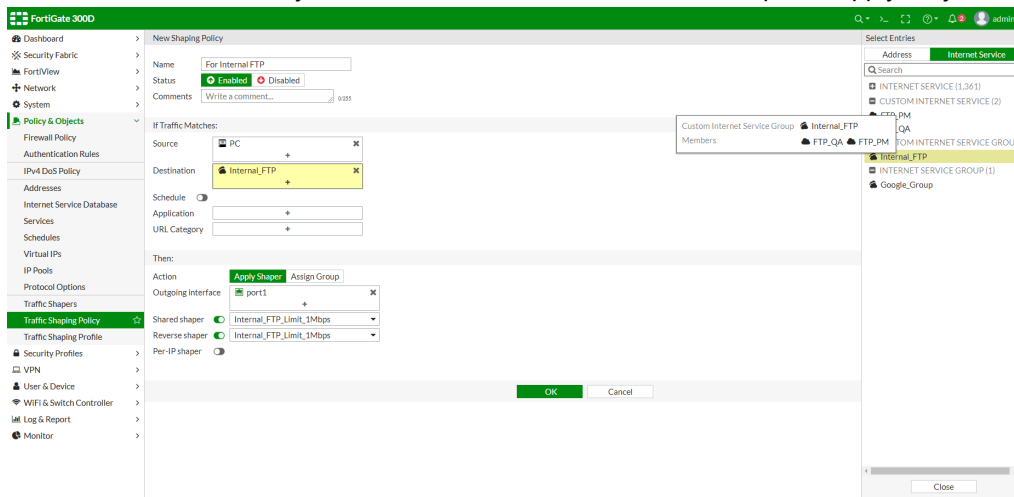 FortiGate 300D
admin
Dashboard
Security Fabric
FortiView
Network
System
Policy & Objects
Firewall Policy
Authentication Rules
IPv4 DoS Policy
Addresses
Internet Service Database
Services
Schedules
Virtual IPs
IP Pools
Protocol Options
Traffic Shapers
Traffic Shaping Policy
Traffic Shaping Profile
Security Profiles
VPN
User & Device
WiFi & Switch Controller
Log & Report
Monitor
New Shaping Policy
Name For Internal FTP
Status Enabled Disabled
Comments Write a comment... 0/255
If Traffic Matches:
Source PC
+
Destination Internal_FTP
+
Schedule
Application +
URL Category +
Then:
Action Apply Shaper Assign Group
Outgoing interface port1
+
Shared shaper Internal_FTP_Limit_1Mbps
Reverse shaper Internal_FTP_Limit_1Mbps
Per-IP shaper
OK Cancel
Custom Internet Service Group Internal_FTP
Members FTP_QA FTP_PM
Select Entries
Address Internet Service
Search
INTERNET SERVICE (1,361)
CUSTOM INTERNET SERVICE (2)
FTP_PM
QA
TOM INTERNET SERVICE GROU
Internal_FTP
INTERNET SERVICE GROUP (1)
Google_Group
Close